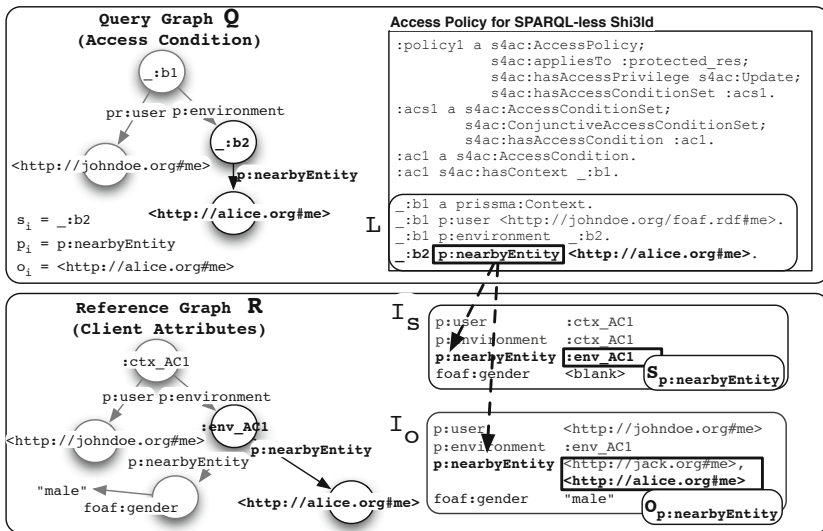 Query Graph Q
(Access Condition)
_:b1
pr:user p:environment
_:b2
<http://johndoe.org#me>
p:nearbyEntity
<http://alice.org#me>
s_i = _:b2
p_i = p:nearbyEntity
o_i = <http://alice.org#me>
Access Policy for SPARQL-less Shi3ld
:policy1 a s4ac:AccessPolicy;
s4ac:appliesTo :protected_res;
s4ac:hasAccessPrivilege s4ac:Update;
s4ac:hasAccessConditionSet :acs1.
:acs1 a s4ac:AccessConditionSet;
s4ac:ConjunctiveAccessConditionSet;
s4ac:hasAccessCondition :ac1.
:ac1 a s4ac:AccessCondition.
:ac1 s4ac:hasContext _:b1.
L
_:b1 a prissma:Context.
_:b1 p:user <http://johndoe.org/foaf.rdf#me>.
_:b1 p:environment _:b2.
_:b2 p:nearbyEntity <http://alice.org#me>.
Reference Graph R
(Client Attributes)
:ctx_AC1
p:user p:environment
:env_AC1
<http://johndoe.org#me>
p:nearbyEntity
p:nearbyEntity
"male"
foaf:gender
<http://alice.org#me>
I_S
p:user :ctx_AC1
p:environment :ctx_AC1
p:nearbyEntity :env_AC1
foaf:gender <blank>
S_p:nearbyEntity
I_O
p:user <http://johndoe.org#me>
p:environment :env_AC1
p:nearbyEntity <http://jack.org#me>,
<http://alice.org#me>
foaf:gender "male"
O_p:nearbyEntity